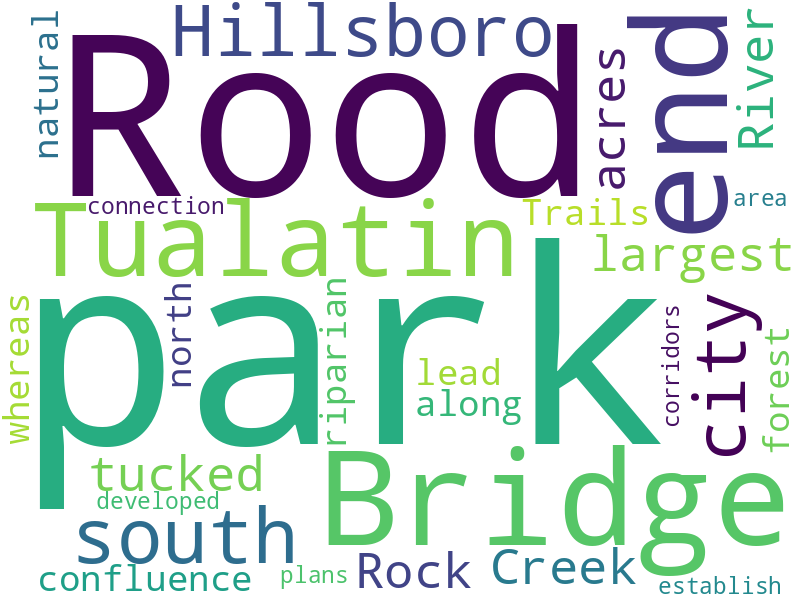 Hillsboro
Rood
natural
acres
end
River
connection
area
Tualatin
Trails
largest
park
whereas
north
riparian
lead
along
corridors
city
forest
Bridge
tucked
developed
south
confluence
plans
Rock
Creek
establish